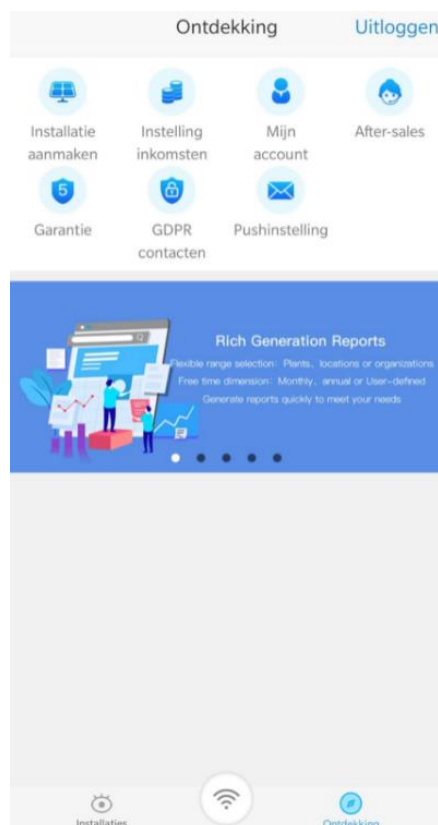 Ontdekking Uitloggen
Installatie aanmaken
Instelling inkomsten
Mijn account
After-sales
5
Garantie
GDPR contacten
Pushinstelling
Rich Generation Reports
Flexible range selection: Plants、locations or organizations
Free time dimension: Monthly、annual or User-defined
Generate reports quickly to meet your needs
Installaties
Ontdekking